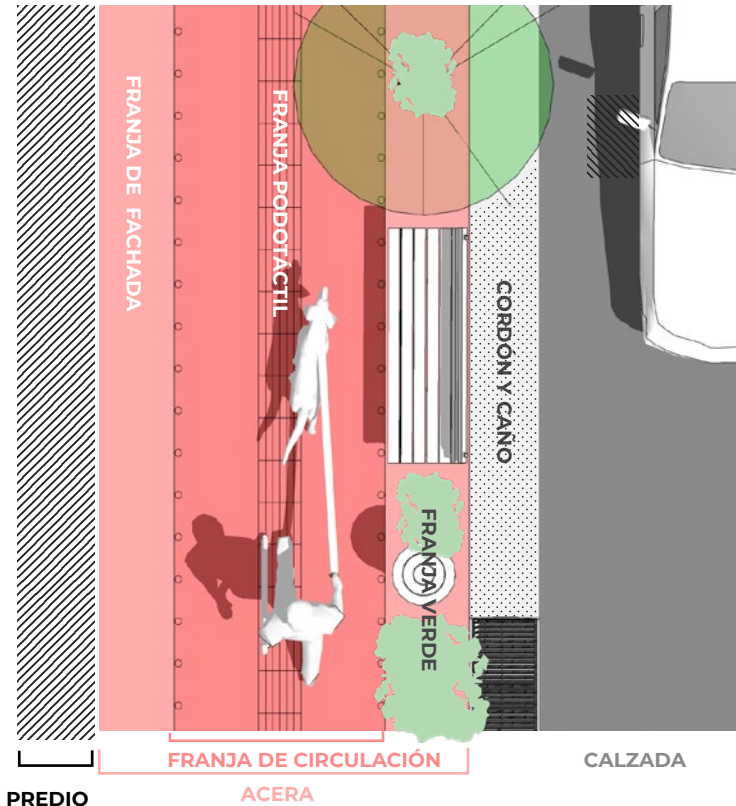 FRANJA DE FACHADA
FRANJA PODOTÁCTIL
CORDÓN Y CAÑO
FRANJA VERDE
FRANJA DE CIRCULACIÓN
CALZADA
PREDIO
ACERA